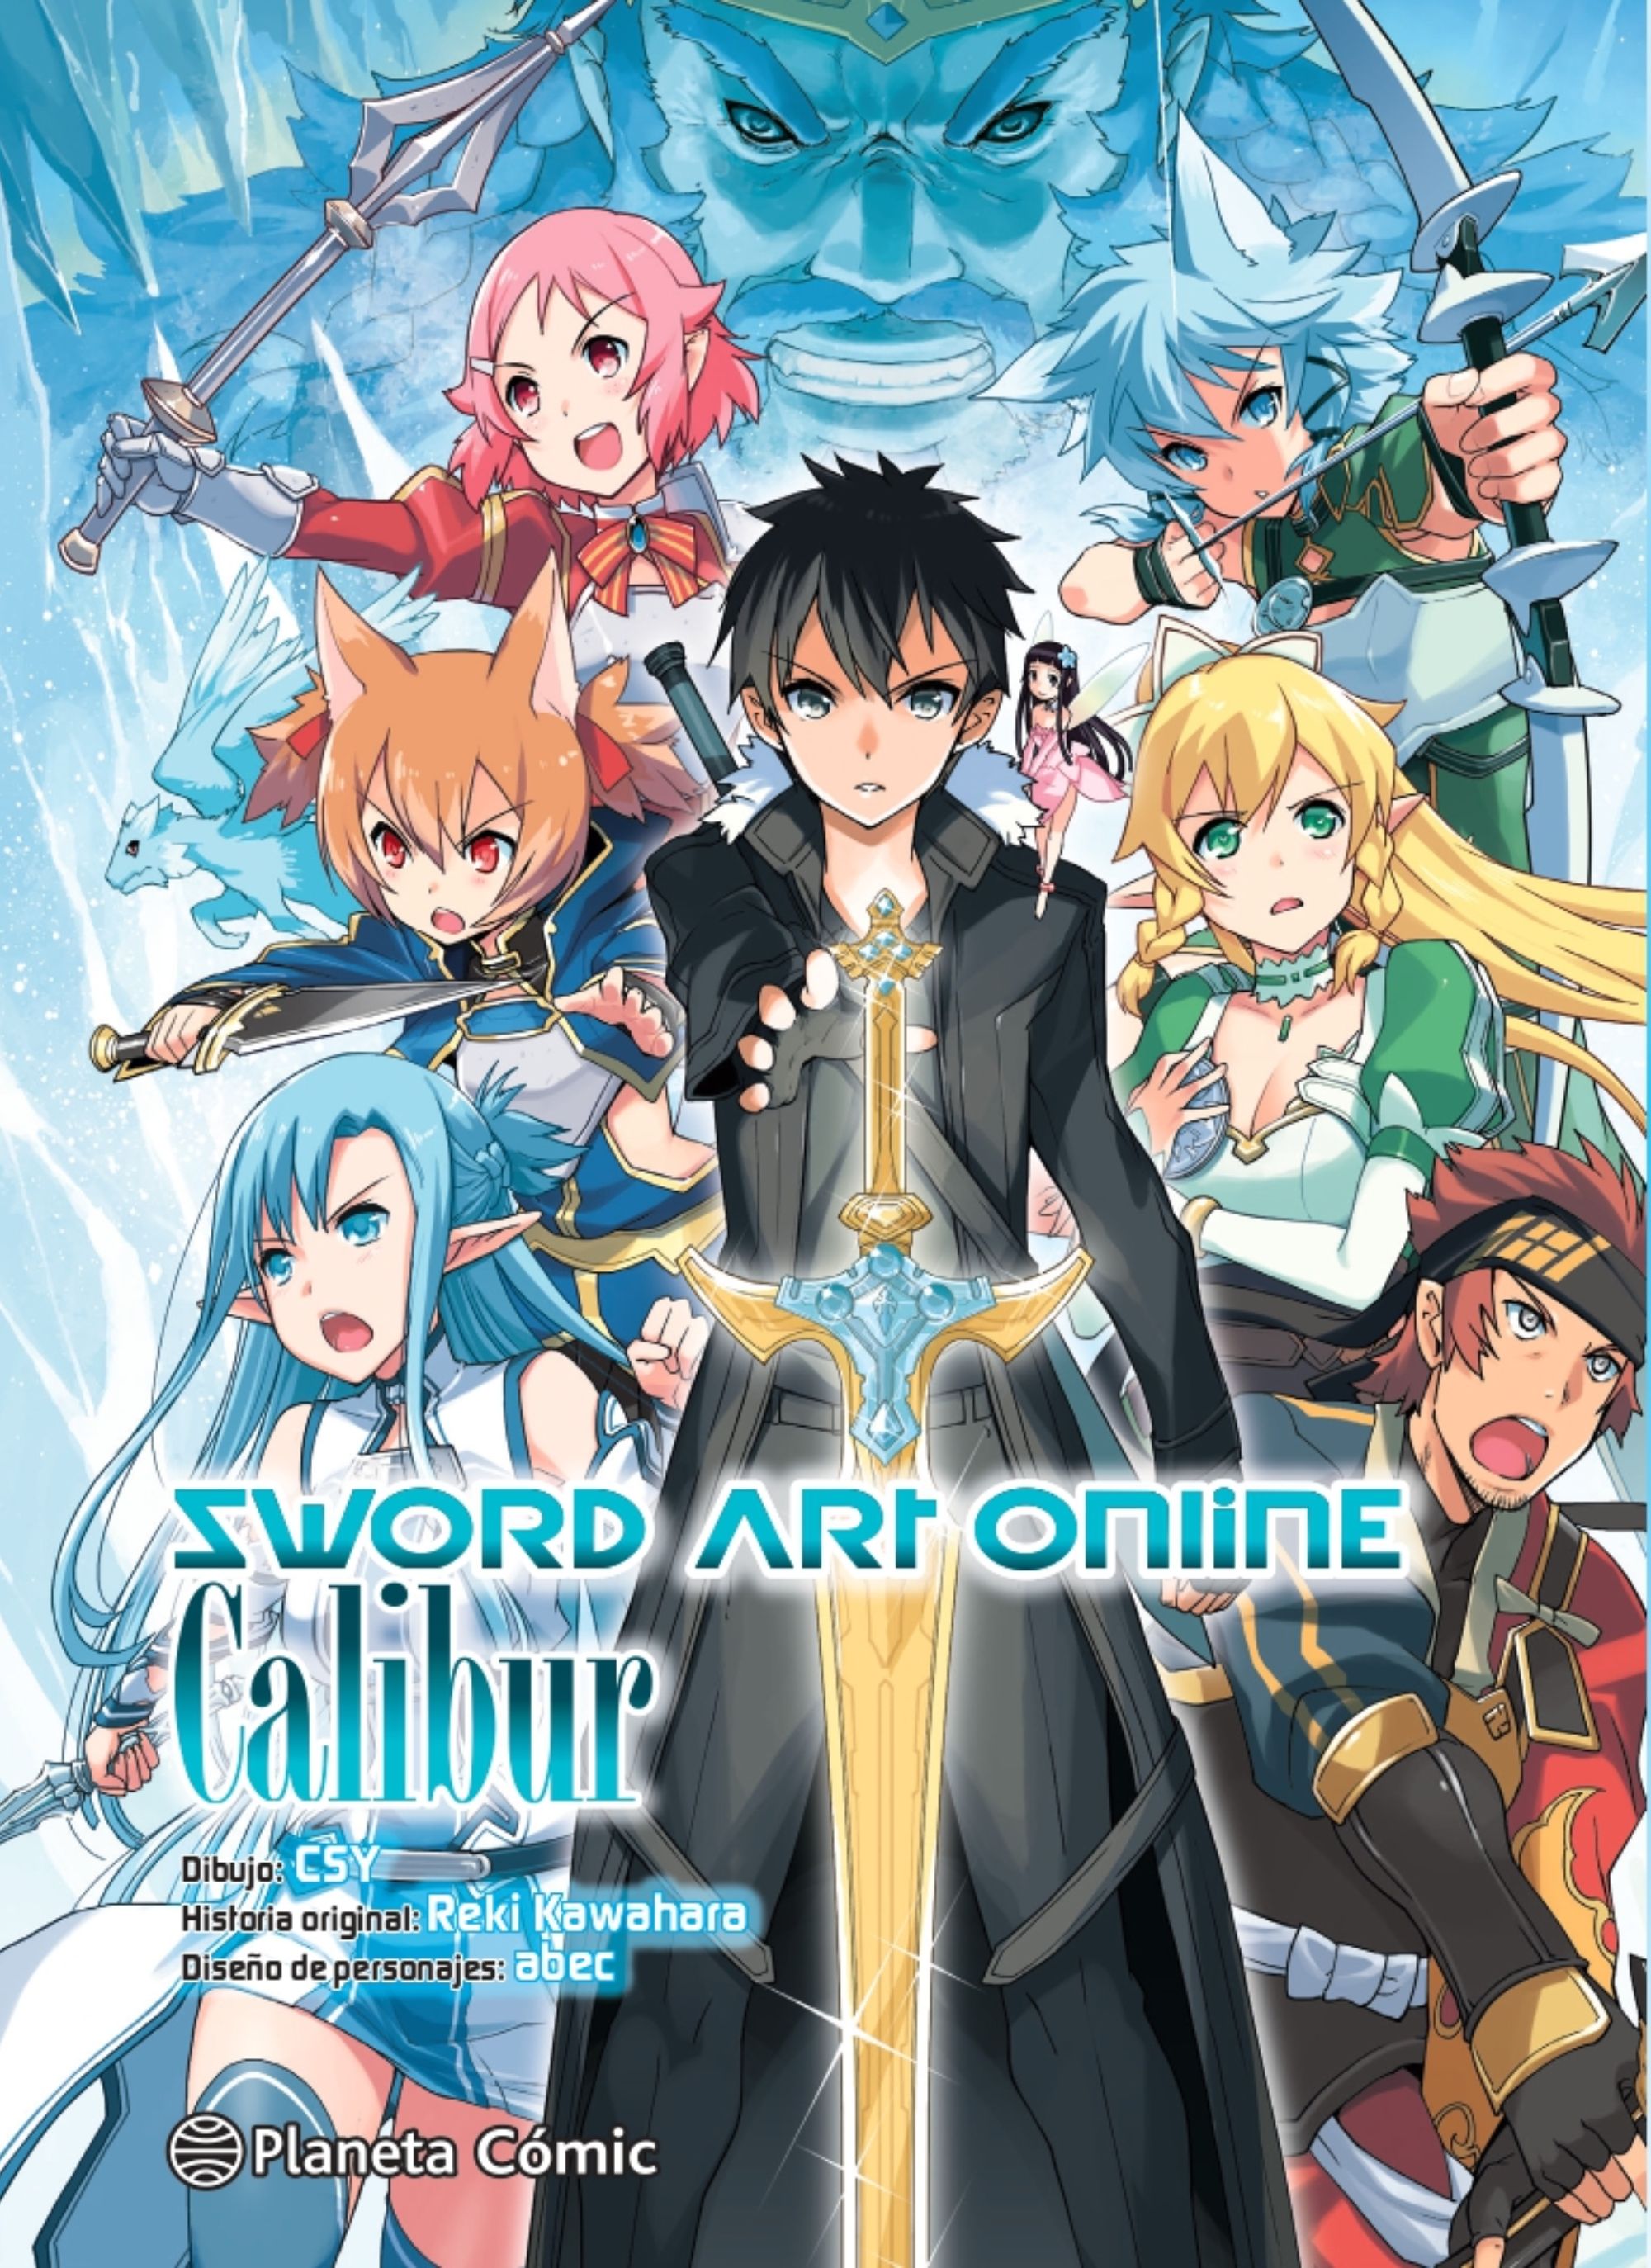 SWORD ART ONLINE
Calibur
Dibujo: CSY
Historia original: Reki Kawahara
Diseño de personajes: abec
Planeta Cómic